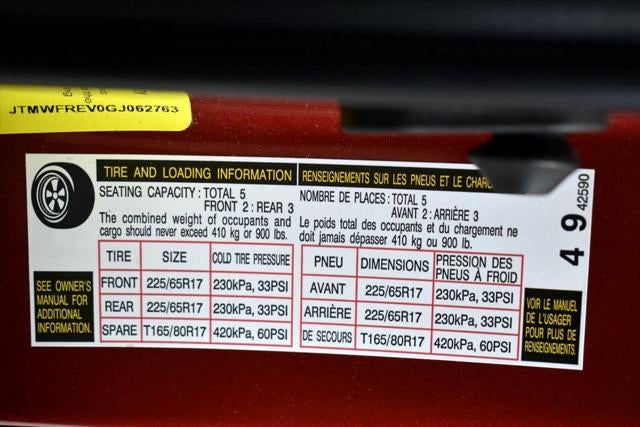 JTMWFREV0GJ062763
TIRE AND LOADING INFORMATION
SEATING CAPACITY : TOTAL 5
FRONT 2 : REAR 3
The combined weight of occupants and
cargo should never exceed 410 kg or 900 lbs.
TIRE SIZE COLD TIRE PRESSURE
FRONT 225/65R17 230kPa, 33PSI
REAR 225/65R17 230kPa, 33PSI
SPARE T165/80R17 420kPa, 60PSI
SEE OWNER'S
MANUAL FOR
ADDITIONAL
INFORMATION.
RENSEIGNEMENTS SUR LES PNEUS ET LE
NOMBRE DE PLACES : TOTAL 5
AVANT 2 : ARRIÈRE 3
Le poids total des occupants et du chargement ne
doit jamais dépasser 410 kg ou 900 lb.
PNEU DIMENSIONS PRESSION DES
PNEUS À FROID
AVANT 225/65R17 230kPa, 33PSI
ARRIÈRE 225/65R17 230kPa, 33PSI
DE SECOURS T165/80R17 420kPa, 60PSI
VOIR LE MANUEL
DE L'USAGER
POUR PLUS DE
RENSEIGNEMENTS.
4 9
42590